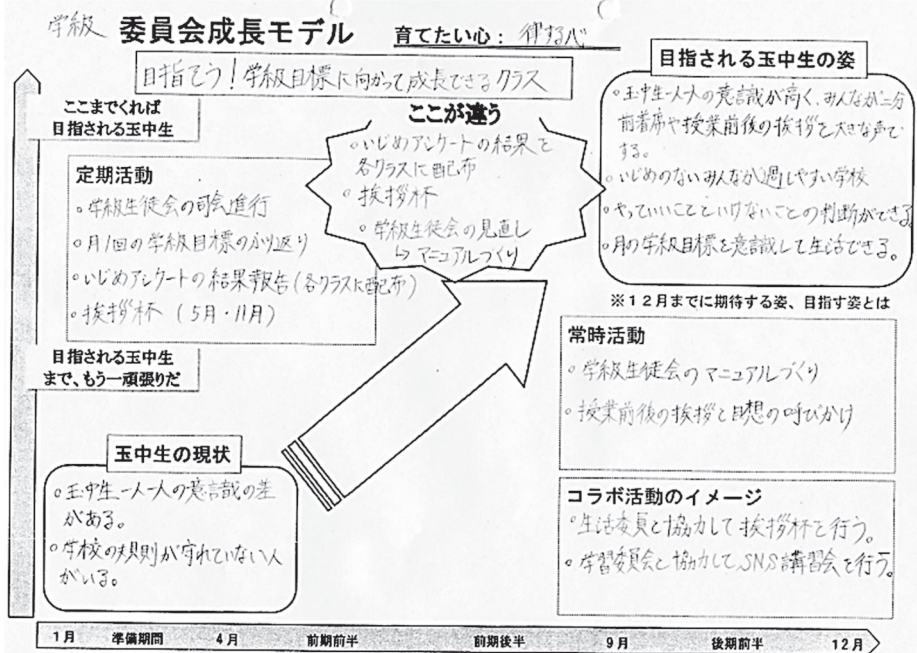 学級 委員会成長モデル 育てたい心： 律する心
目指そう！学級目標に向かって成長できるクラス
ここまでくれば
目指される玉中生
定期活動
・学級生徒会の司会進行
・月1回の学級目標のふり返り
・いじめアンケートの結果報告（各クラスに配布）
・挨拶杯（5月・11月）
ここが違う
・いじめアンケートの結果を
各クラスに配布
・挨拶杯
・学級生徒会の見直し
↳マニュアルづくり
目指される玉中生の姿
・玉中生一人一人の意識が高く、みんなが二分
前着席や授業前後の挨拶を大きな声で
する。
・いじめのないみんなが過しやすい学校
・やっていいことといけないことの判断ができる
・月の学級目標を意識して生活できる。
※１２月までに期待する姿、目指す姿とは
目指される玉中生
まで、もう一頑張りだ
常時活動
・学級生徒会のマニュアルづくり
・授業前後の挨拶と目想の呼びかけ
玉中生の現状
・玉中生一人一人の意識の差
がある。
・学校の規則が守れていない人
がいる。
コラボ活動のイメージ
・生活委員と協力して挨拶杯を行う。
・学習委員会と協力してSNS講習会を行う。
1月 準備期間 4月 前期前半 前期後半 9月 後期前半 12月